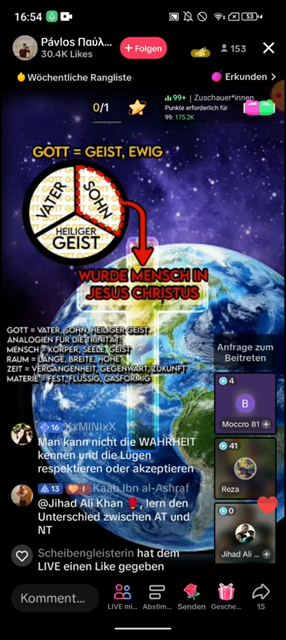 16:54
53
Pávlos Παύλ...
30.4K Likes
+ Folgen
153
Wöchentliche Rangliste
Erkunden >
0/1
99+ | Zuschauer*innen
Punkte erforderlich für
99: 175.2K
GOTT = GEIST, EWIG
VATER
SOHN
HEILIGER
GEIST
WURDE MENSCH IN
JESUS CHRISTUS
GOTT = VATER, SOHN, HEILIGER GEIST
ANALOGIEN FÜR DIE TRINITÄT:
MENSCH = KÖRPER, SEELE, GEIST
RAUM = LÄNGE, BREITE, HÖHE
ZEIT = VERGANGENHEIT, GEGENWART, ZUKUNFT
MATERIE = FEST, FLÜSSIG, GASFÖRMIG
Anfrage zum
Beitreten
4
B
Moccro 81
41
Reza
0
Jihad Ali ...
16 XxMINIxX
Man kann nicht die WAHRHEIT
kennen und die Lügen
respektieren oder akzeptieren
13 I Kaab Ibn al-Ashraf
@Jihad Ali Khan , lern den
Unterschied zwischen AT und
NT
Scheibengleisterin hat dem
LIVE einen Like gegeben
Komment...
LIVE mi...
Abstim...
Senden
Gesche...
15